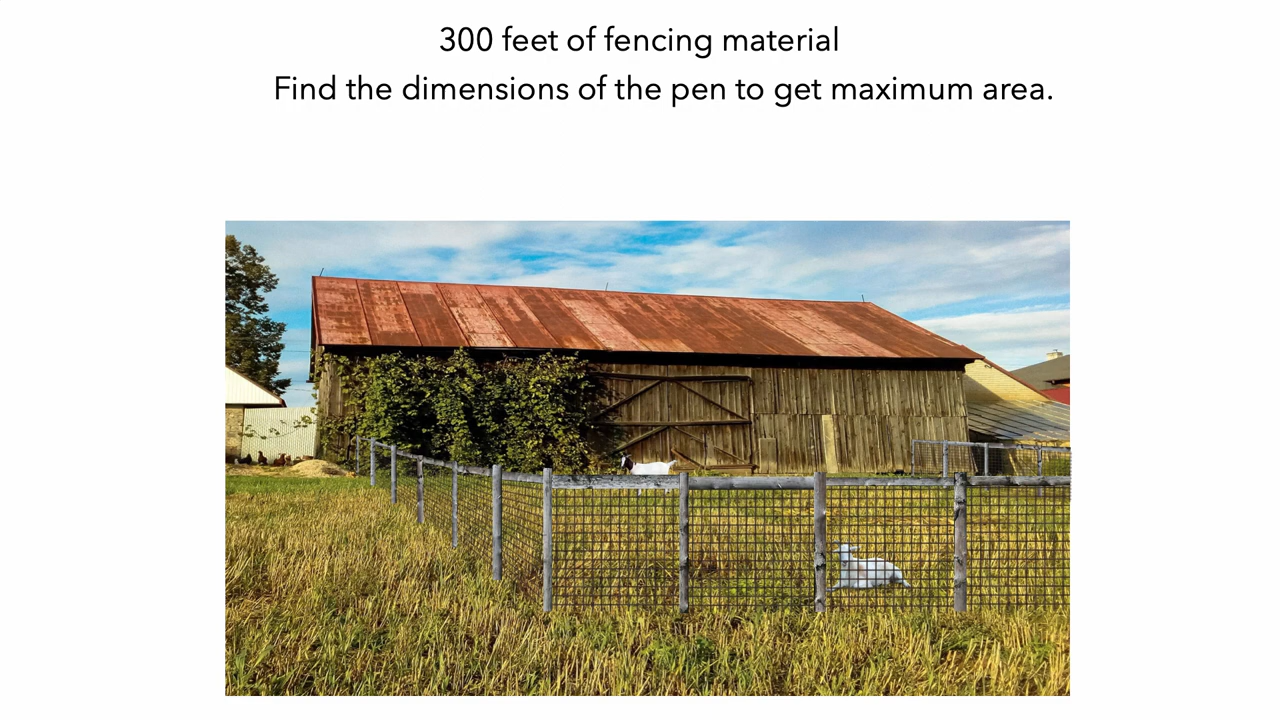 300 feet of fencing material
Find the dimensions of the pen to get maximum area.